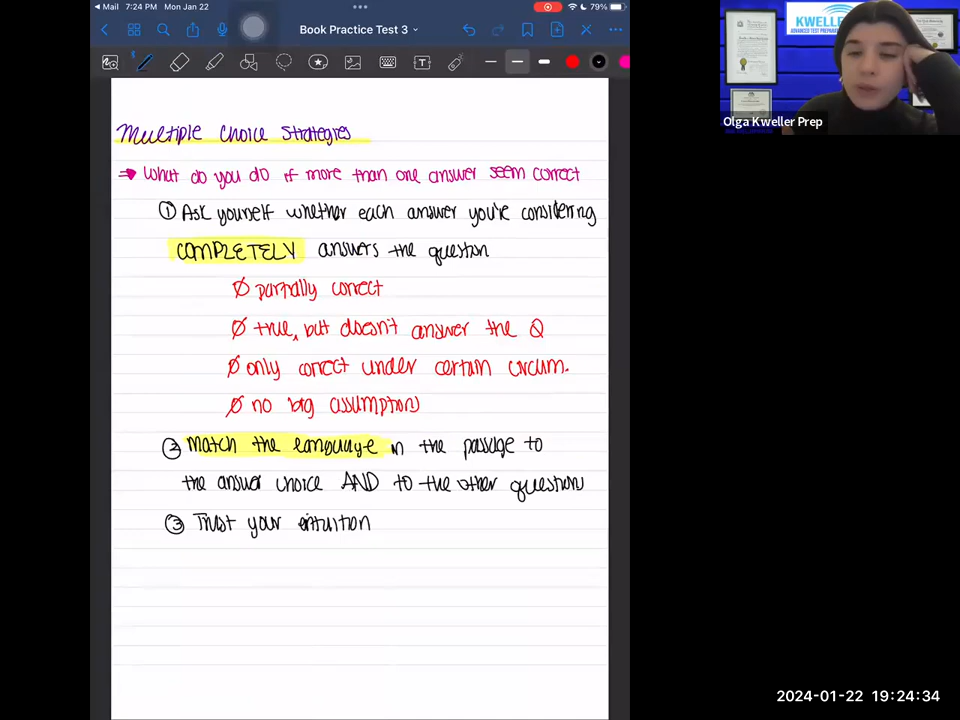 Mail 7:24 PM Mon Jan 22
79%
Book Practice Test 3
Multiple Choice Strategies
What do you do if more than one answer seem correct
① Ask yourself whether each answer you're considering
COMPLETELY answers the question
Ø partially correct
Ø true, but doesn't answer the Q
Ø only correct under certain circum.
Ø no big assumptions
② Match the language in the passage to
the answer choice AND to the other questions
③ Trust your intuition
KWELLER
ADVANCED TEST PREPARATION
Olga Kweller Prep
2024-01-22 19:24:34